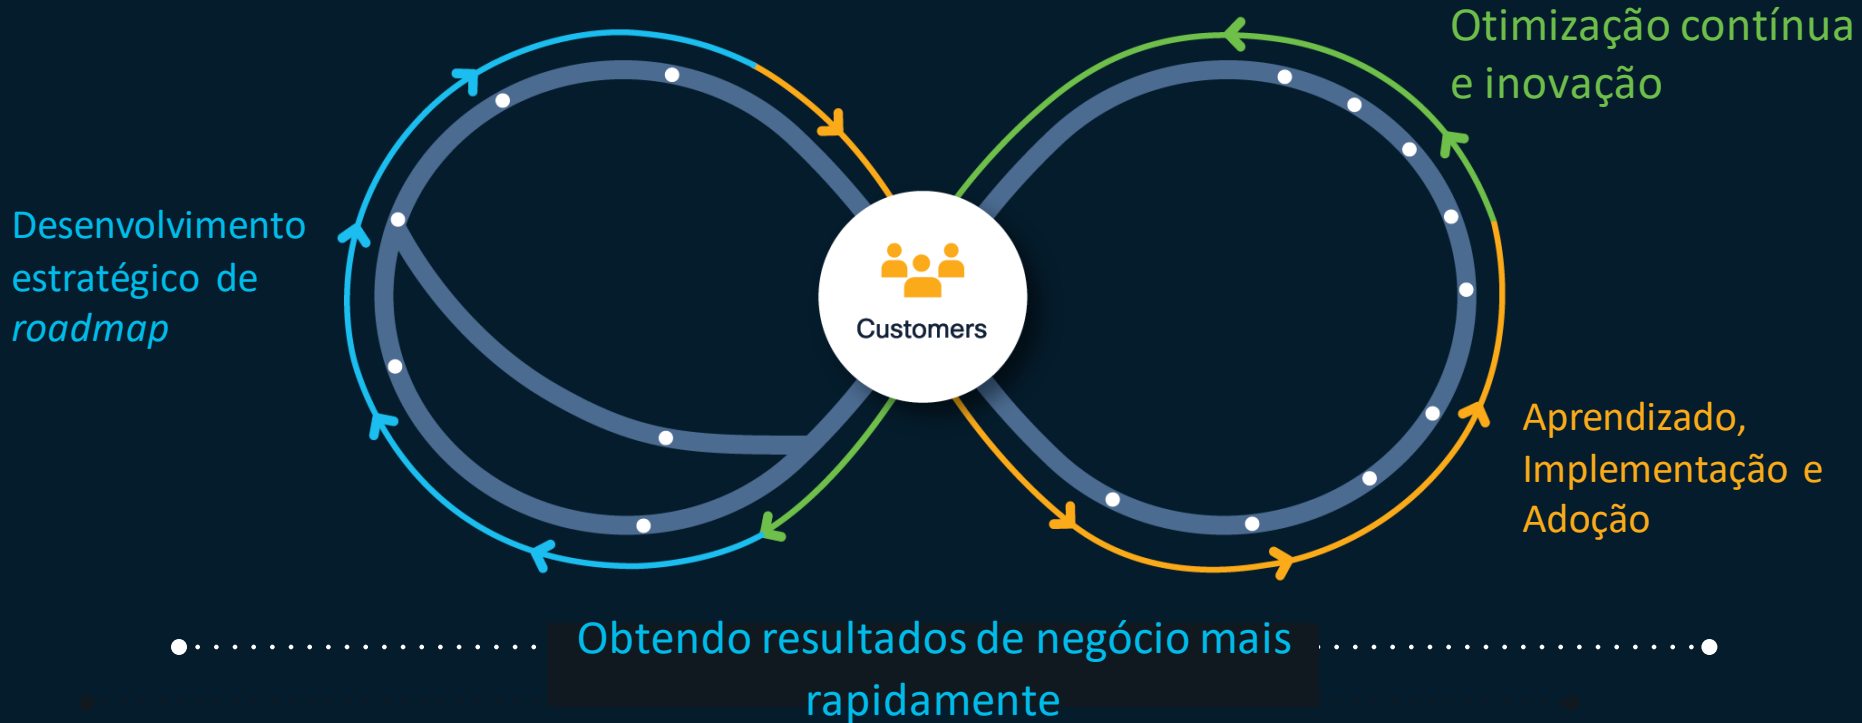 Otimização contínua
e inovação
Desenvolvimento
estratégico de
roadmap
Customers
Aprendizado,
Implementação e
Adoção
Obtendo resultados de negócio mais
rapidamente